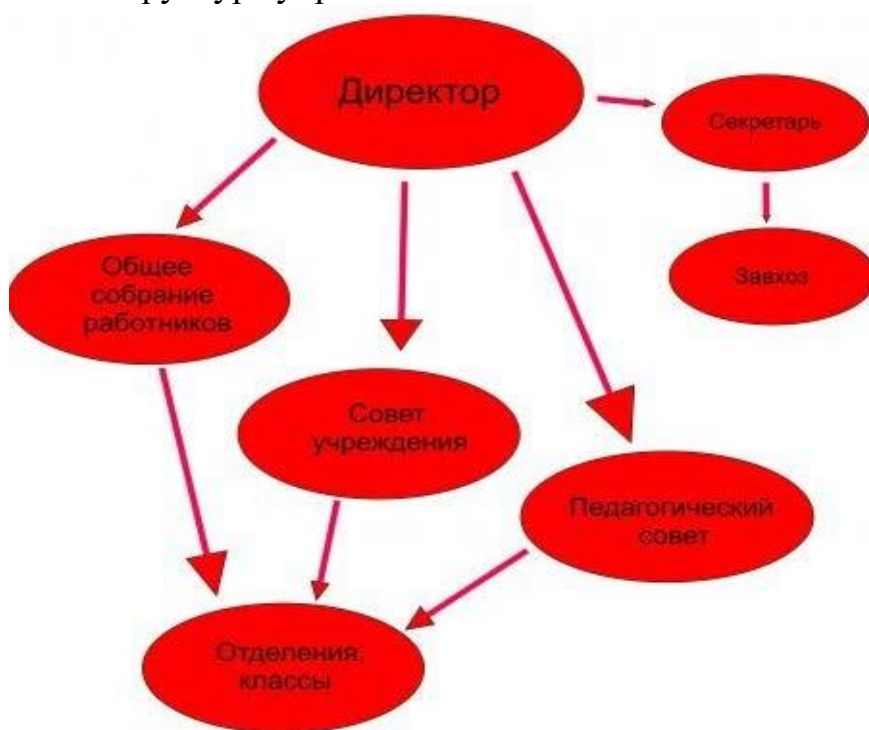 Директор
Секретарь
Общее
собрание
работников
Завхоз
Совет
учреждения
Педагогический
совет
Отделения,
классы